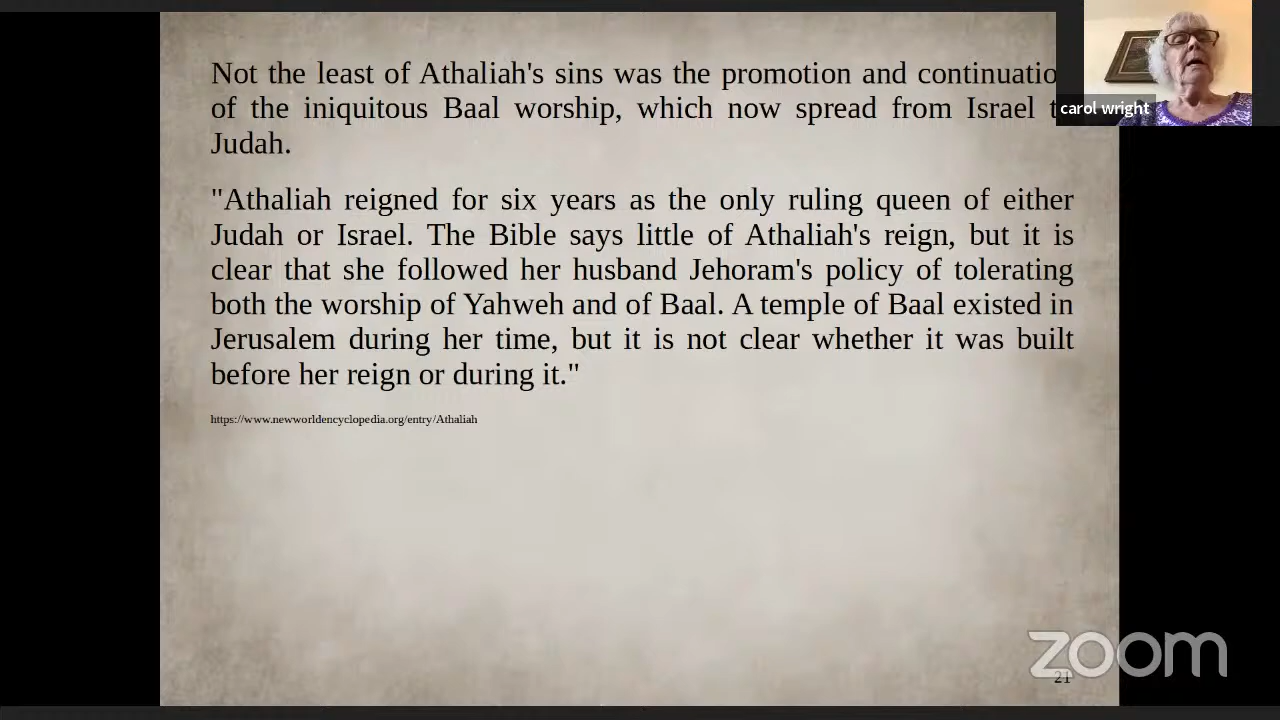 Not the least of Athaliah's sins was the promotion and continuatio
of the iniquitous Baal worship, which now spread from Israel t
Judah.
carol wright
"Athaliah reigned for six years as the only ruling queen of either
Judah or Israel. The Bible says little of Athaliah's reign, but it is
clear that she followed her husband Jehoram's policy of tolerating
both the worship of Yahweh and of Baal. A temple of Baal existed in
Jerusalem during her time, but it is not clear whether it was built
before her reign or during it."
https://www.newworldencyclopedia.org/entry/Athaliah
zoom
21